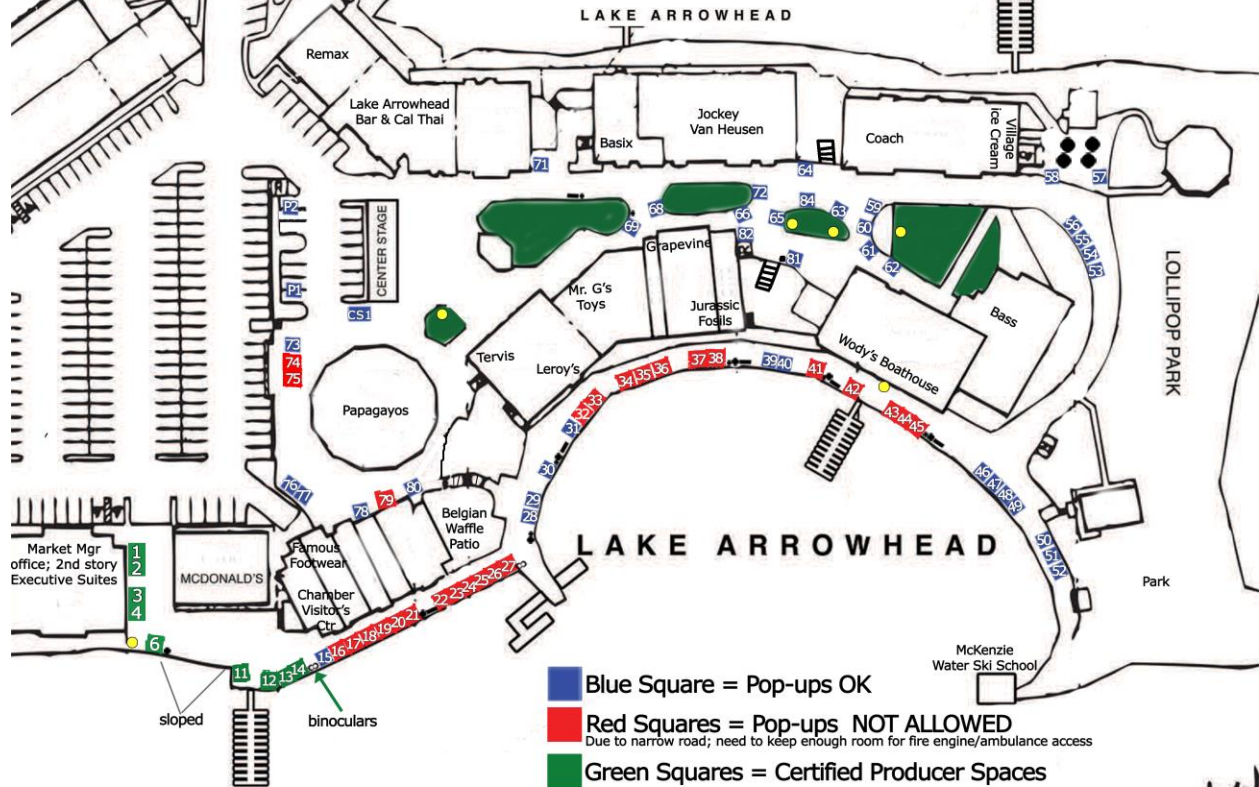 LAKE ARROWHEAD
Remax
Lake Arrowhead
Bar & Cal Thai
Basix
Jockey
Van Heusen
Coach
Village
ice Cream
71
64
58
57
P2
CENTER STAGE
68
72
84
59
69
66
65
63
60
82
61
56
55
54
53
81
62
Grapevine
LOLLIPOP PARK
P1
CS1
Mr. G's
Toys
Jurassic
Fosils
Bass
73
74
75
Tervis
Leroy's
Wody's Boathouse
37
38
39
40
41
42
34
35
36
33
32
31
43
44
45
Papagayos
30
46
47
48
49
76
77
78
79
80
29
28
Belgian
Waffle
Patio
LAKE ARROWHEAD
50
51
52
Park
Market Mgr
office; 2nd story
Executive Suites
1
2
3
4
6
MCDONALD'S
Famous
Footwear
Chamber
Visitor's
Ctr
11
12
13
14
15
16
17
18
19
20
21
22
23
24
25
26
27
sloped
binoculars
McKenzie
Water Ski School
Blue Square = Pop-ups OK
Red Squares = Pop-ups NOT ALLOWED
Due to narrow road; need to keep enough room for fire engine/ambulance access
Green Squares = Certified Producer Spaces